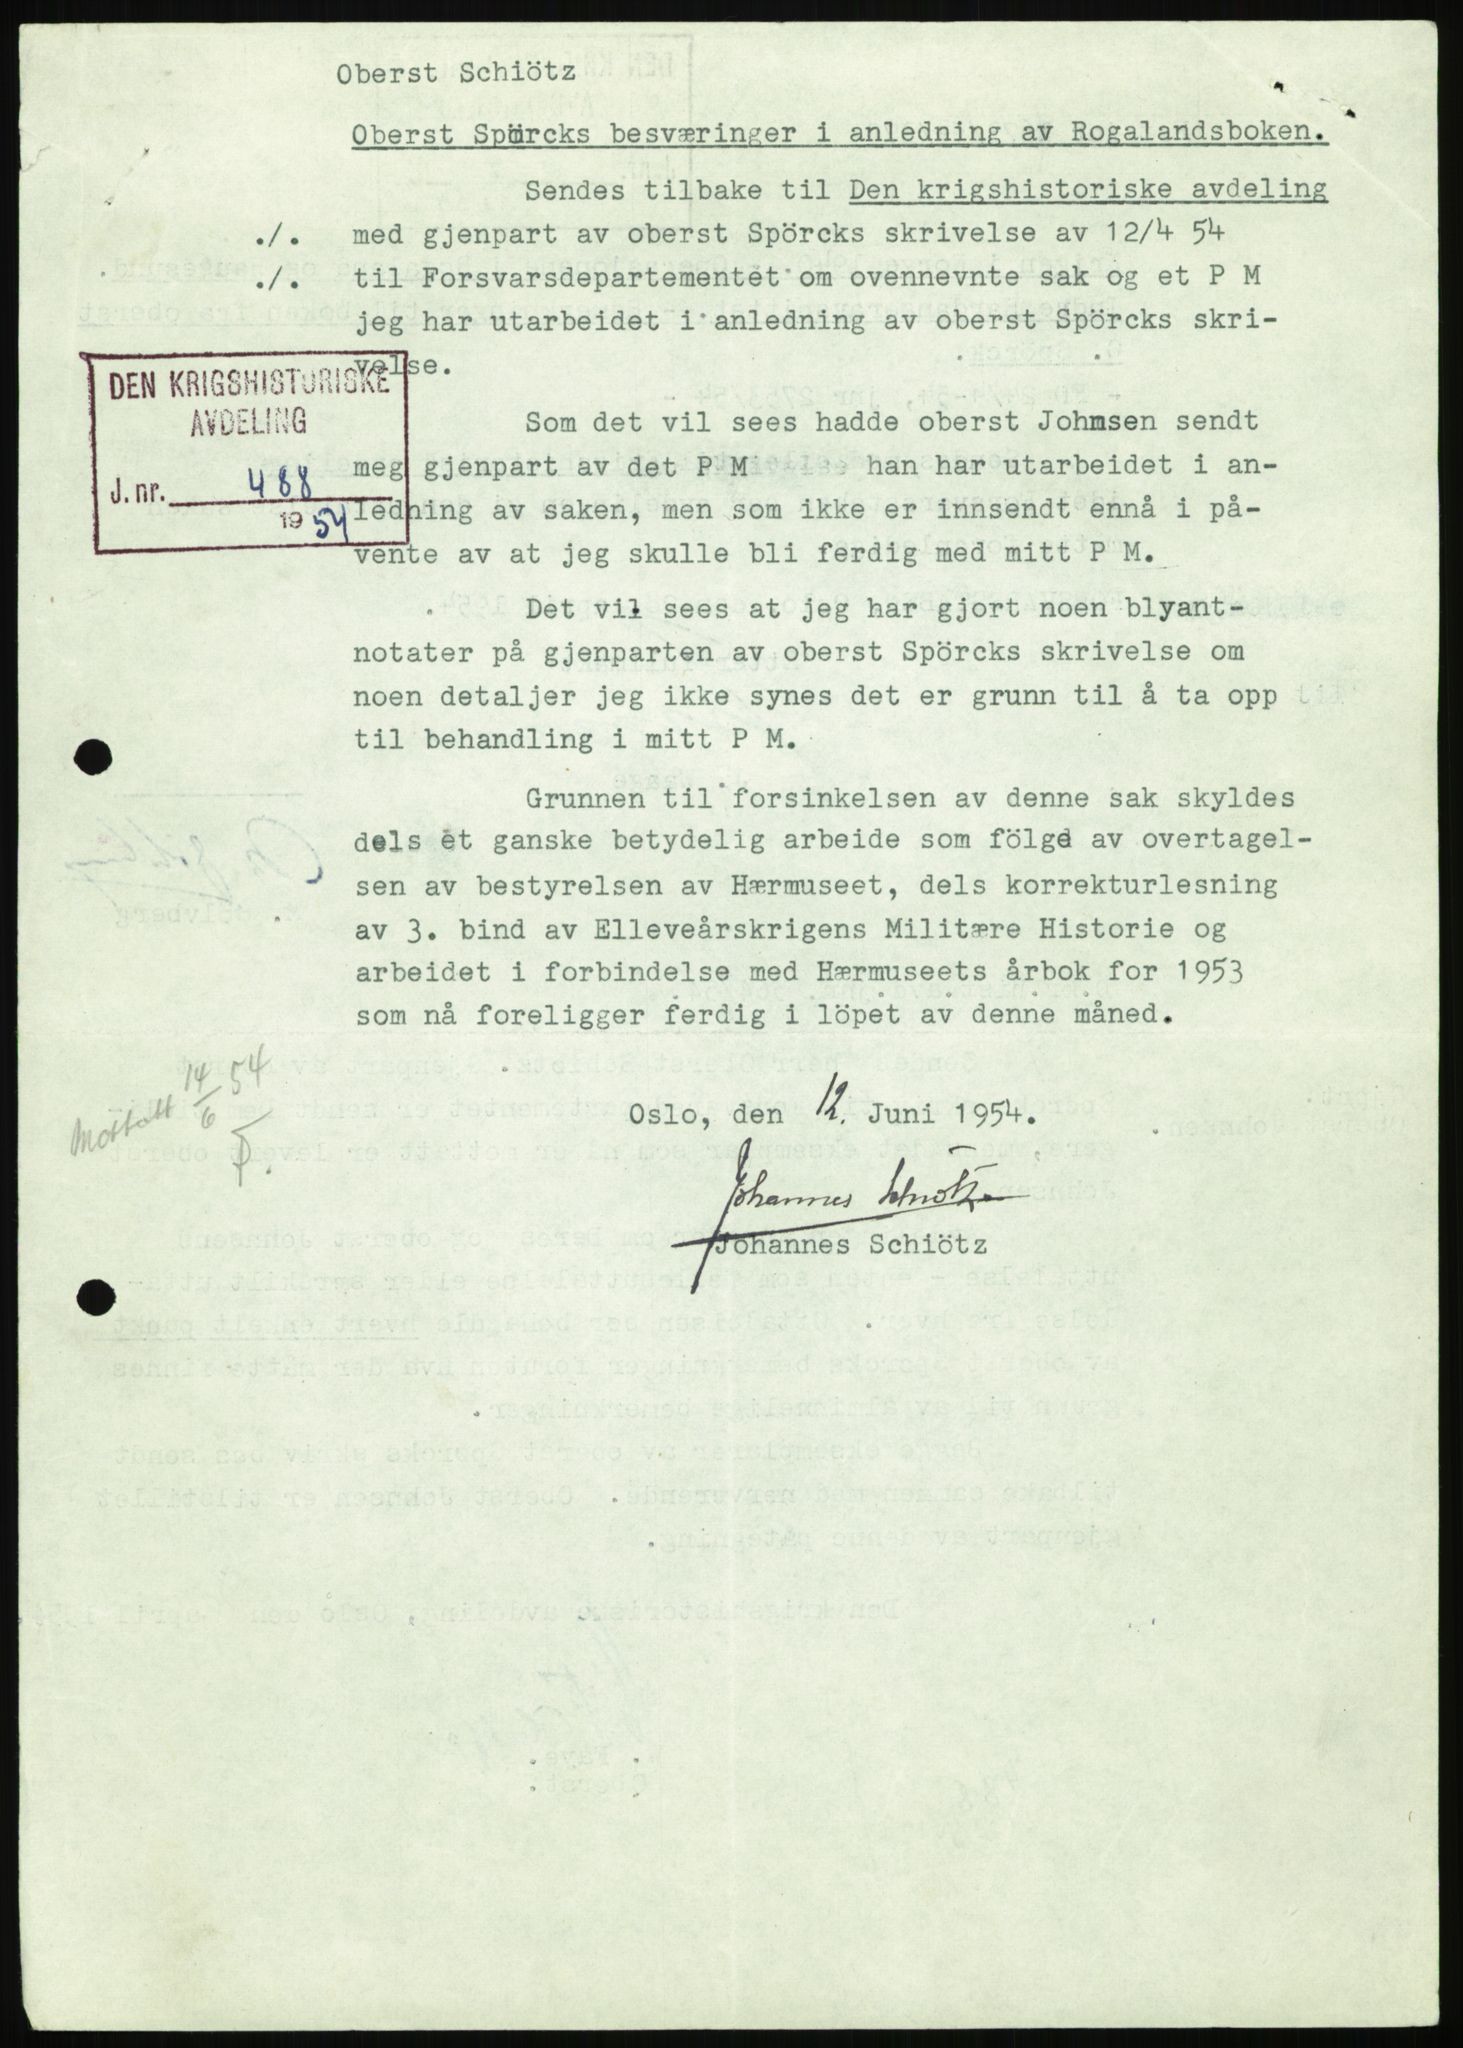 Oberst Schiötz
Oberst Spörcks besværinger i anledning av Rogalandsboken.
Sendes tilbake til Den krigshistoriske avdeling
./. med gjenpart av oberst Spörcks skrivelse av 12/4 54
./. til Forsvarsdepartementet om ovennevnte sak og et P M
jeg har utarbeidet i anledning av oberst Spörcks skri-
velse.
DEN KRIGSHISTORISKE
AVDELING
J. nr. 488
1954
Som det vil sees hadde oberst Johnsen sendt
meg gjenpart av det P M han har utarbeidet i an-
ledning av saken, men som ikke er innsendt ennå i på-
vente av at jeg skulle bli ferdig med mitt P M.
Det vil sees at jeg har gjort noen blyant-
notater på gjenparten av oberst Spörcks skrivelse om
noen detaljer jeg ikke synes det er grunn til å ta opp
til behandling i mitt P M.
Grunnen til forsinkelsen av denne sak skyldes
dels et ganske betydelig arbeide som fölge av overtagel-
sen av bestyrelsen av Hærmuseet, dels korrekturlesning
av 3. bind av Elleveårskrigens Militære Historie og
arbeidet i forbindelse med Hærmuseets årbok for 1953
som nå foreligger ferdig i löpet av denne måned.
Mottatt 14/6 54
Oslo, den 12. Juni 1954.
Johannes Schiötz
Johannes Schiötz